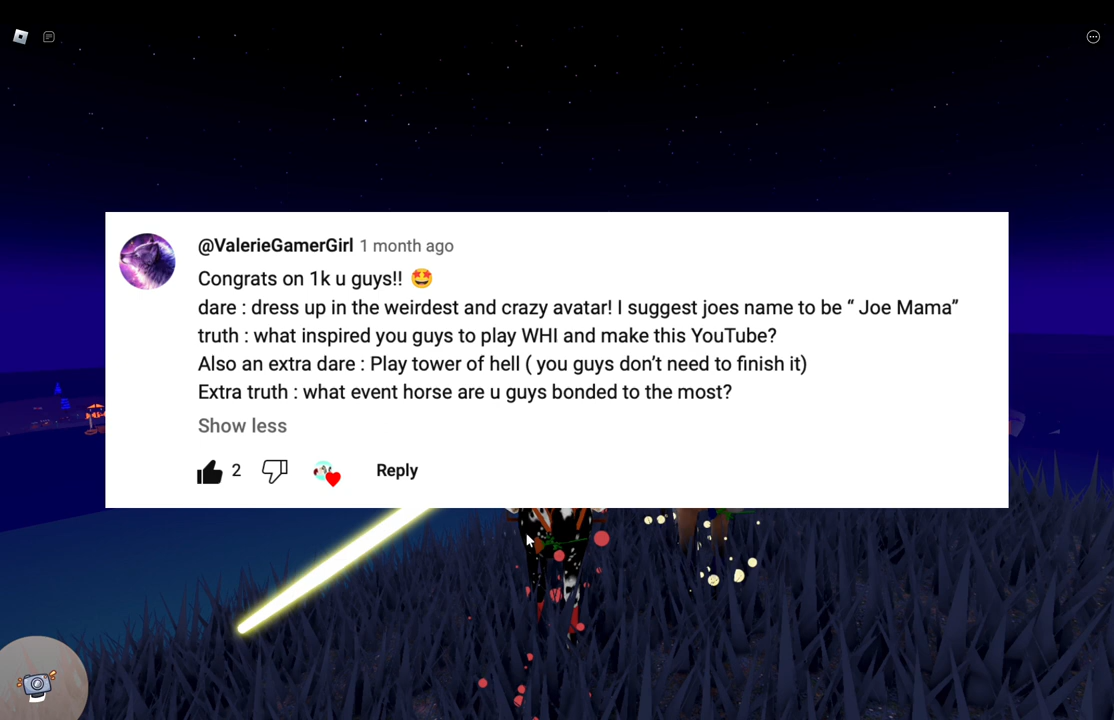 @ValerieGamerGirl 1 month ago
Congrats on 1k u guys!! 🤩
dare : dress up in the weirdest and crazy avatar! I suggest joes name to be “ Joe Mama”
truth : what inspired you guys to play WHI and make this YouTube?
Also an extra dare : Play tower of hell ( you guys don’t need to finish it)
Extra truth : what event horse are u guys bonded to the most?
Show less
2
Reply